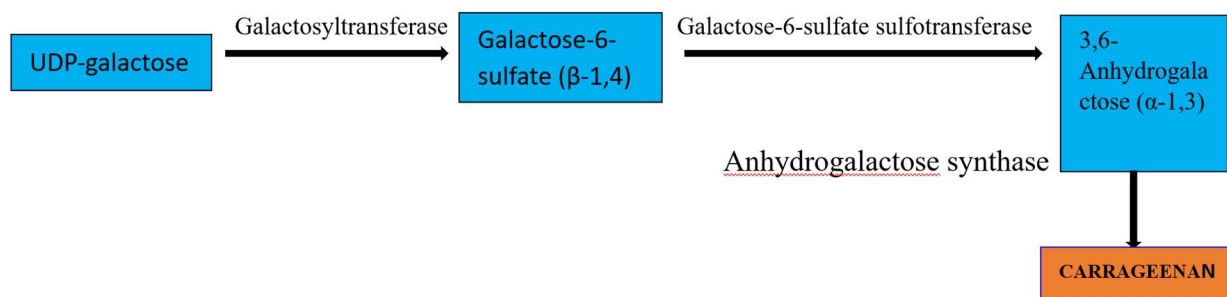 Galactosyltransferase
Galactose-6-sulfate sulfotransferase
UDP-galactose
Galactose-6-
sulfate (β-1,4)
3,6-
Anhydrogala
ctose (α-1,3)
Anhydrogalactose synthase
CARRAGEENAN